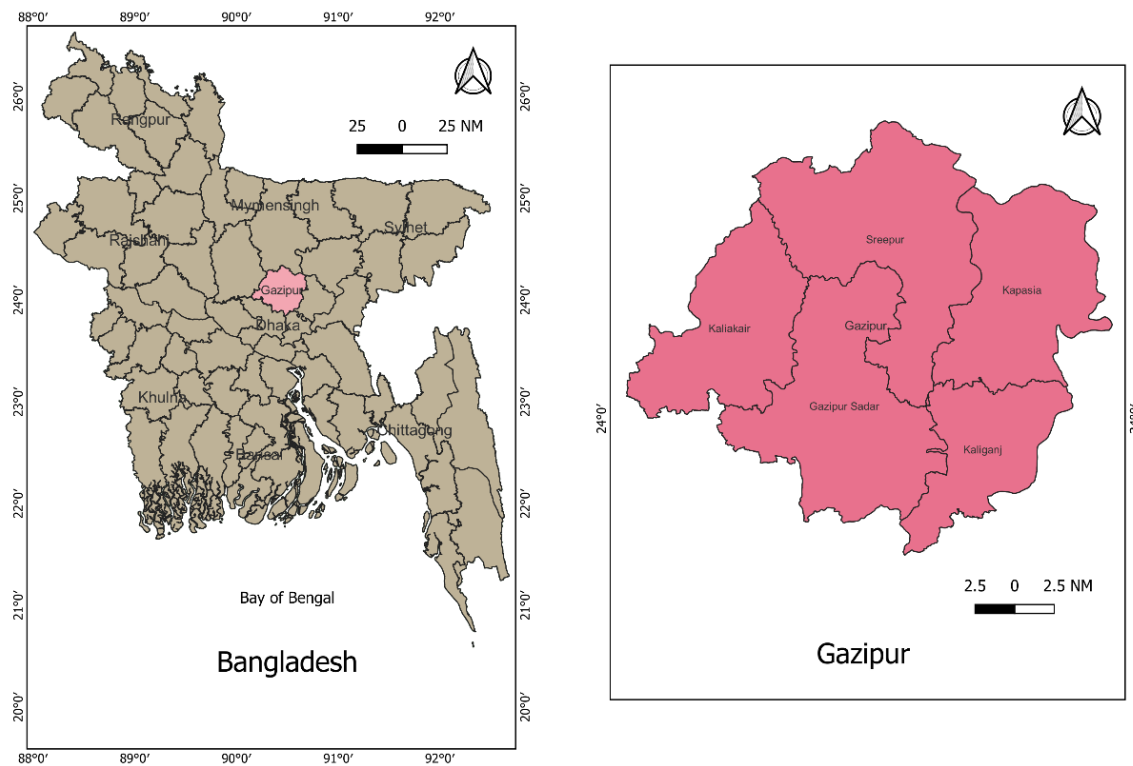 88°0′ 89°0′ 90°0′ 91°0′ 92°0′
26°0′
25°0′
24°0′
23°0′
22°0′
21°0′
20°0′
25 0 25 NM
Rangpur
Mymensingh
Sylhet
Rajshahi
Gazipur
Dhaka
Khulna
Chittagong
Barisal
Bay of Bengal
Bangladesh
26°0′
25°0′
24°0′
23°0′
22°0′
21°0′
20°0′
88°0′ 89°0′ 90°0′ 91°0′ 92°0′
Sreepur
Kapasia
Kaliakair
Gazipur
Gazipur Sadar
Kaliganj
24°0′
24°0′
2.5 0 2.5 NM
Gazipur